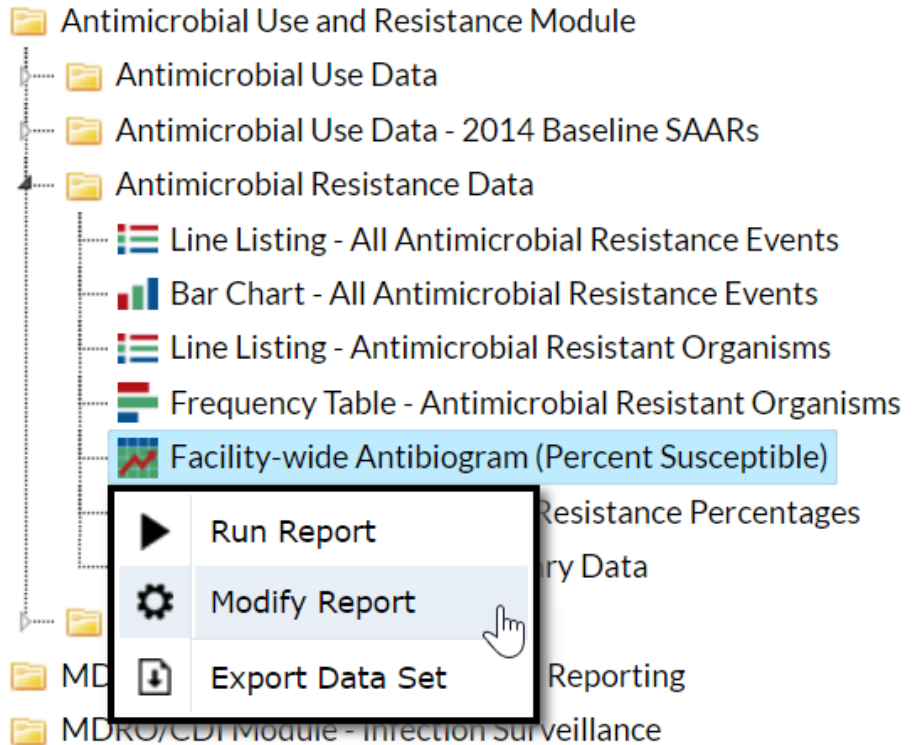 Antimicrobial Use and Resistance Module
Antimicrobial Use Data
Antimicrobial Use Data - 2014 Baseline SAARs
Antimicrobial Resistance Data
Line Listing - All Antimicrobial Resistance Events
Bar Chart - All Antimicrobial Resistance Events
Line Listing - Antimicrobial Resistant Organisms
Frequency Table - Antimicrobial Resistant Organisms
Facility-wide Antibiogram (Percent Susceptible)
Resistance Percentages
Run Report
Data
Modify Report
Reporting
Export Data Set
MDRO/CDI Module - Infection Surveillance